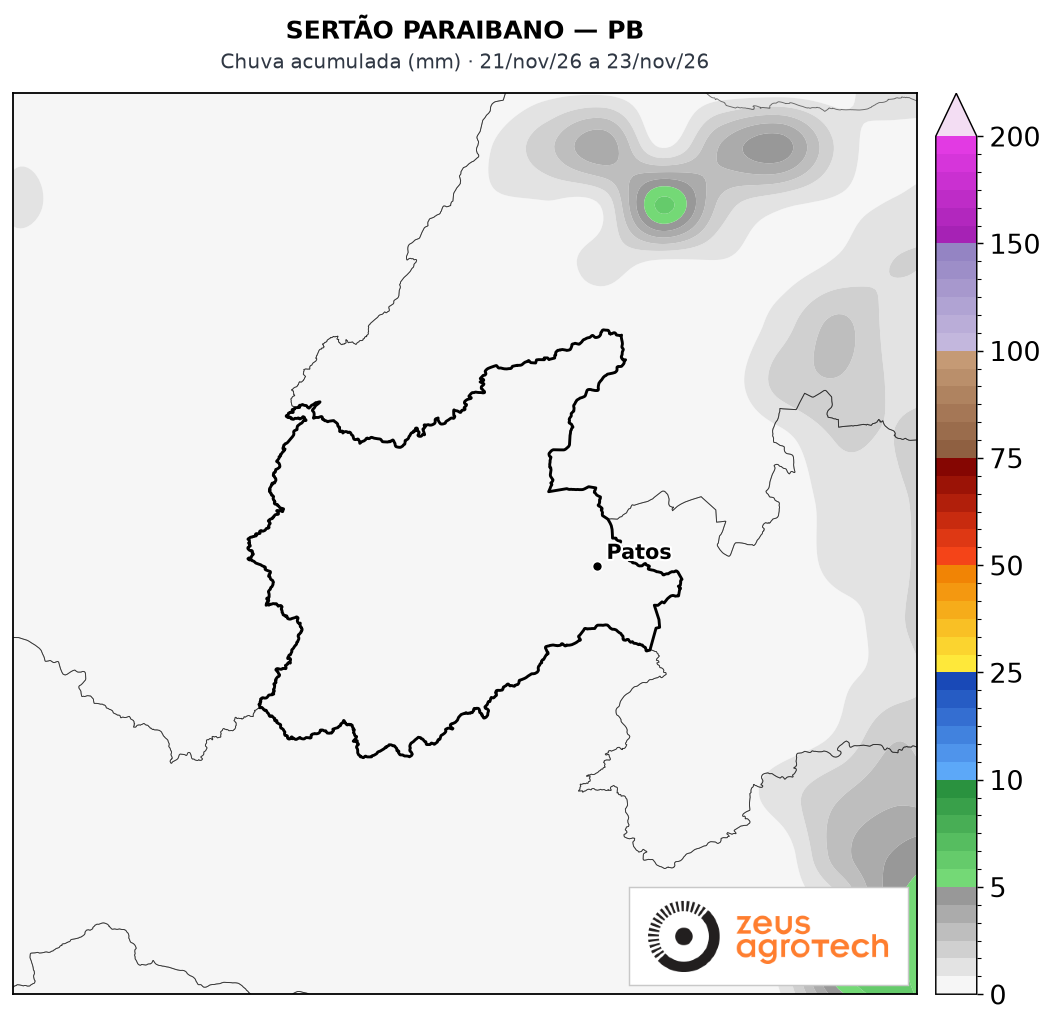 SERTÃO PARAIBANO — PB
Chuva acumulada (mm) · 21/nov/26 a 23/nov/26
200
150
100
75
50
25
10
5
0
Patos
zeus
agrotech